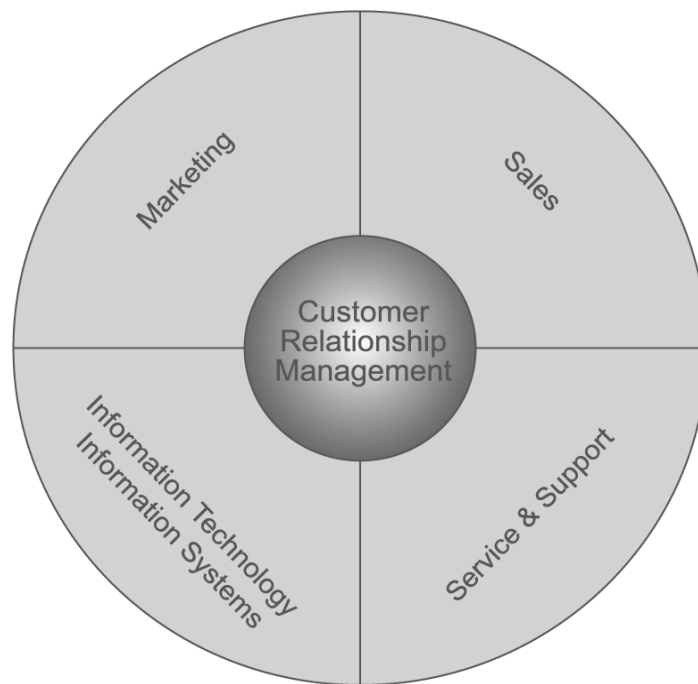 Marketing
Sales
Customer
Relationship
Management
Information Technology
Information Systems
Service & Support